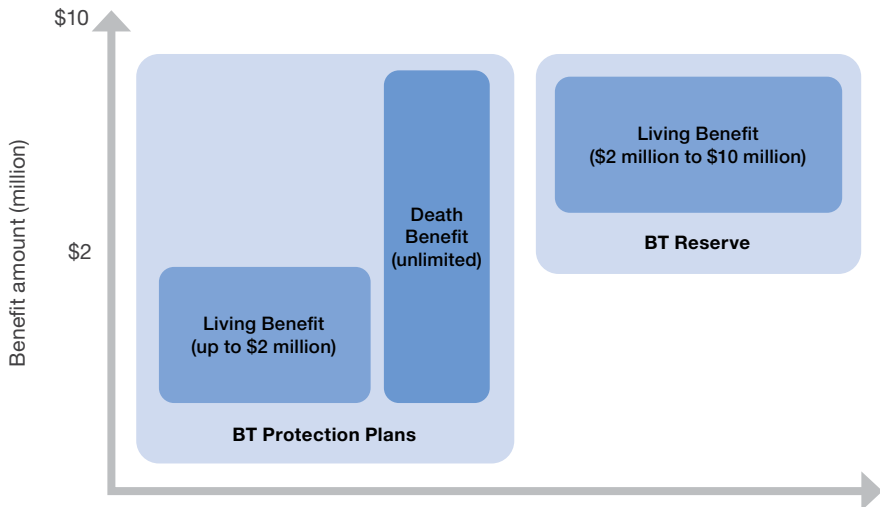 $10
Benefit amount (million)
$2
Living Benefit
(up to $2 million)
Death
Benefit
(unlimited)
BT Protection Plans
Living Benefit
($2 million to $10 million)
BT Reserve